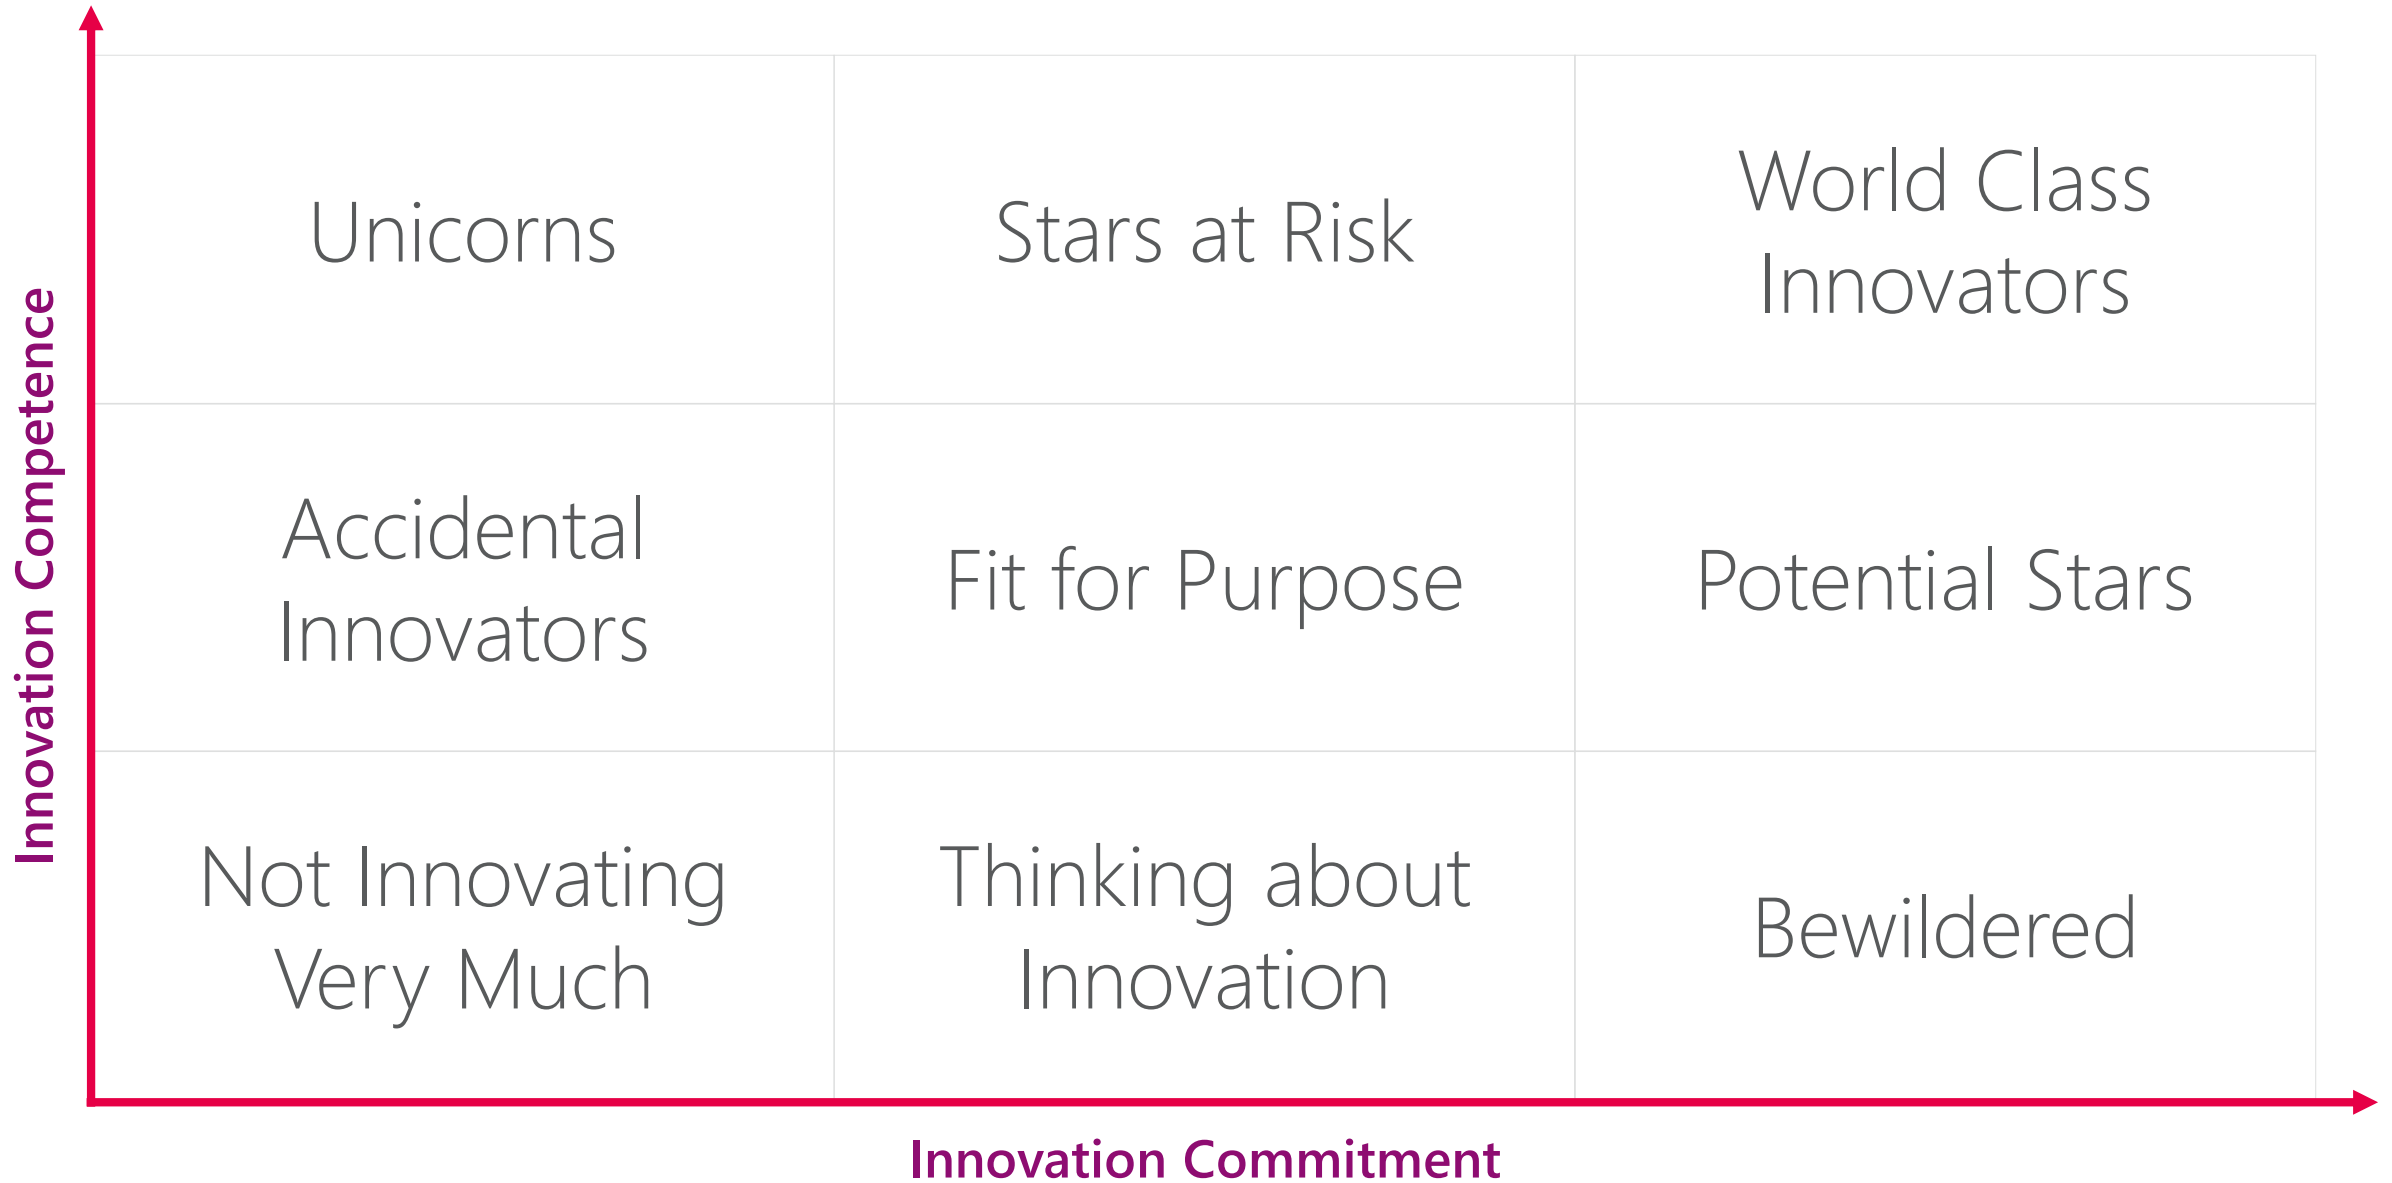 Unicorns
Stars at Risk
World Class
Innovators
Accidental
Innovators
Fit for Purpose
Potential Stars
Not Innovating
Very Much
Thinking about
Innovation
Bewildered
Innovation Competence
Innovation Commitment